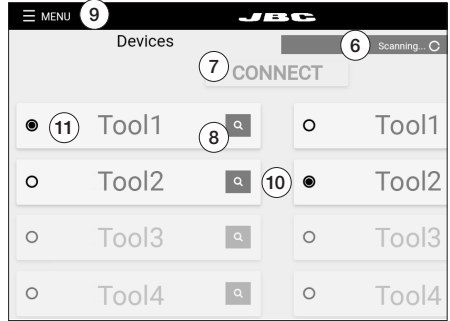 ☰ MENU 9 JBC
Devices 6 Scanning...
7 CONNECT
11 Tool1 8 Tool1
Tool2 10 Tool2
Tool3 Tool3
Tool4 Tool4